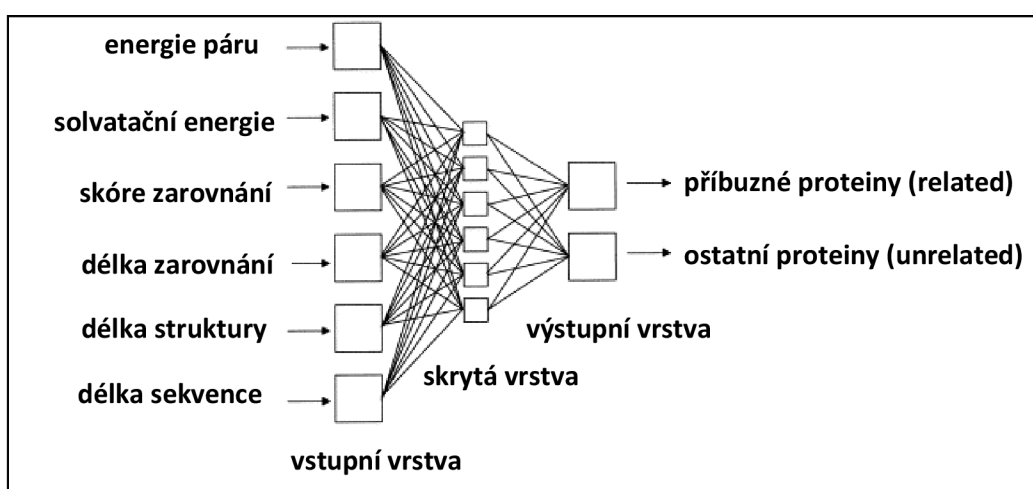 energie páru
solvatační energie
skóre zarovnání
délka zarovnání
délka struktury
délka sekvence
vstupní vrstva
skrytá vrstva
výstupní vrstva
příbuzné proteiny (related)
ostatní proteiny (unrelated)